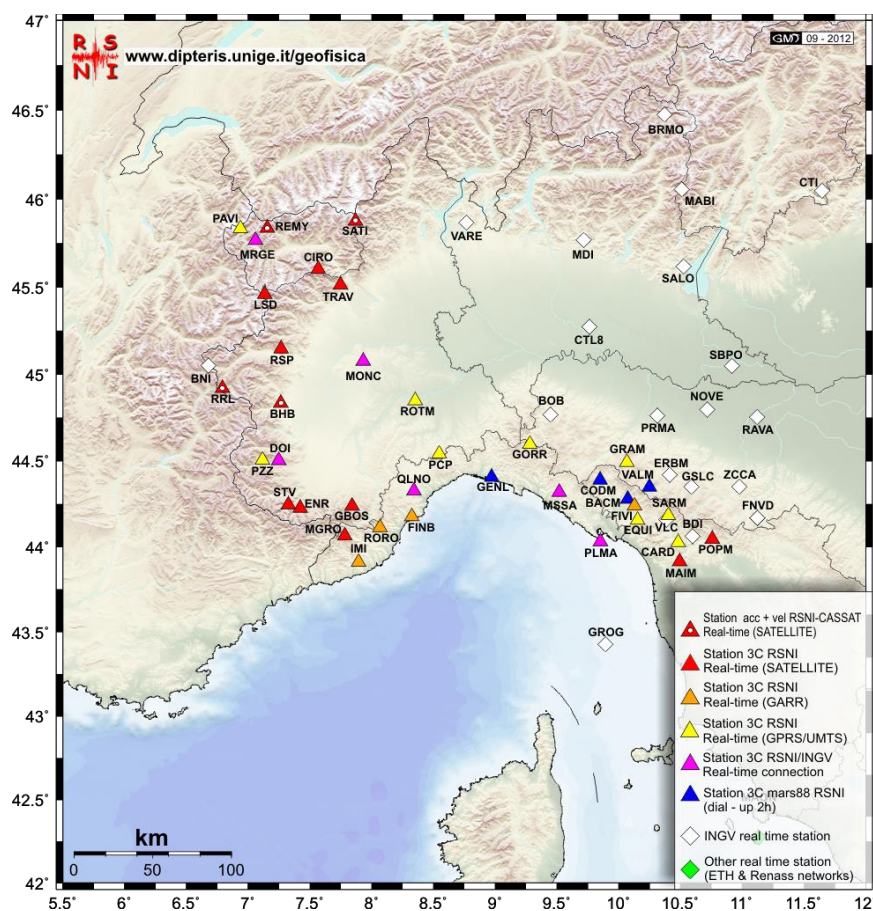 47˚
46.5˚
46˚
45.5˚
45˚
44.5˚
44˚
43.5˚
43˚
42.5˚
42˚
5.5˚ 6˚ 6.5˚ 7˚ 7.5˚ 8˚ 8.5˚ 9˚ 9.5˚ 10˚ 10.5˚ 11˚ 11.5˚ 12˚
R S
N I
www.dipteris.unige.it/geofisica
GMD 09 - 2012
BRMO
CTI
MABI
PAVI
REMY
SATI
VARE
MRGE
MDI
CIRO
SALO
LSD
TRAV
CTL8
RSP
SBPO
MONC
BNI
RRL
BHB
ROTM
BOB
NOVE
PRMA
RAVA
DOI
PZZ
PCP
GORR
GRAM
ERBM
VALM
GSLC
ZCCA
QLNO
GENL
MSSA
CODM
BACM
SARM
FNVD
STV
ENR
GBOS
FINB
FIVI
VLC
BDI
MGRO
RORO
EQUI
IMI
PLMA
CARD
POPM
MAIM
GROG
Station acc + vel RSNI-CASSAT
Real-time (SATELLITE)
Station 3C RSNI
Real-time (SATELLITE)
Station 3C RSNI
Real-time (GARR)
Station 3C RSNI
Real-time (GPRS/UMTS)
Station 3C RSNI/INGV
Real-time connection
Station 3C mars88 RSNI
(dial - up 2h)
INGV real time station
Other real time station
(ETH & Renass networks)
km
0 50 100